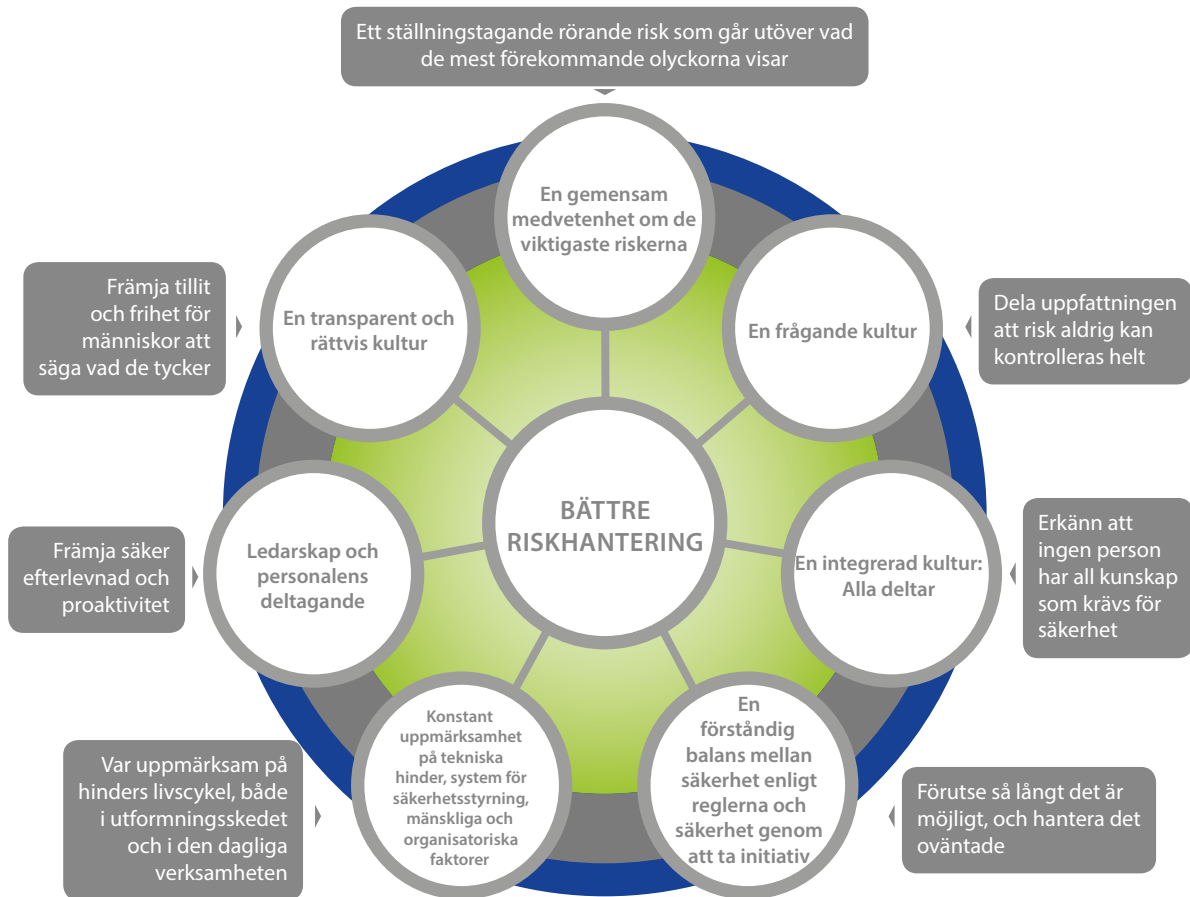 Ett ställningstagande rörande risk som går utöver vad
de mest förekommande olyckorna visar
En gemensam
medvetenhet om de
viktigaste riskerna
Främja tillit
och frihet för
människor att
säga vad de tycker
En transparent och
rättvis kultur
En frågande kultur
Dela uppfattningen
att risk aldrig kan
kontrolleras helt
BÄTTRE
RISKHANTERING
Främja säker
efterlevnad och
proaktivitet
Ledarskap och
personalens
deltagande
En integrerad kultur:
Alla deltar
Erkänn att
ingen person
har all kunskap
som krävs för
säkerhet
Var uppmärksam på
hinders livscykel, både
i utformningsskedet
och i den dagliga
verksamheten
Konstant
uppmärksamhet
på tekniska
hinder, system för
säkerhetsstyrning,
mänskliga och
organisatoriska
faktorer
En
förståndig
balans mellan
säkerhet enligt
reglerna och
säkerhet genom
att ta initiativ
Förutse så långt det är
möjligt, och hantera det
oväntade